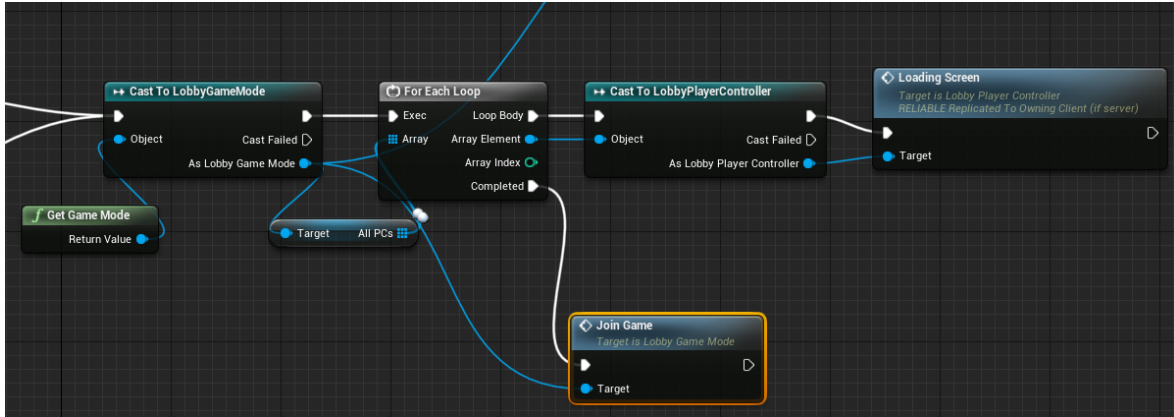 Cast To LobbyGameMode
Object
Cast Failed
As Lobby Game Mode
Get Game Mode
Return Value
Target All PCs
For Each Loop
Exec Loop Body
Array Array Element
Array Index
Completed
Cast To LobbyPlayerController
Object
Cast Failed
As Lobby Player Controller
Loading Screen
Target is Lobby Player Controller
RELIABLE Replicated To Owning Client (if server)
Target
Join Game
Target is Lobby Game Mode
Target